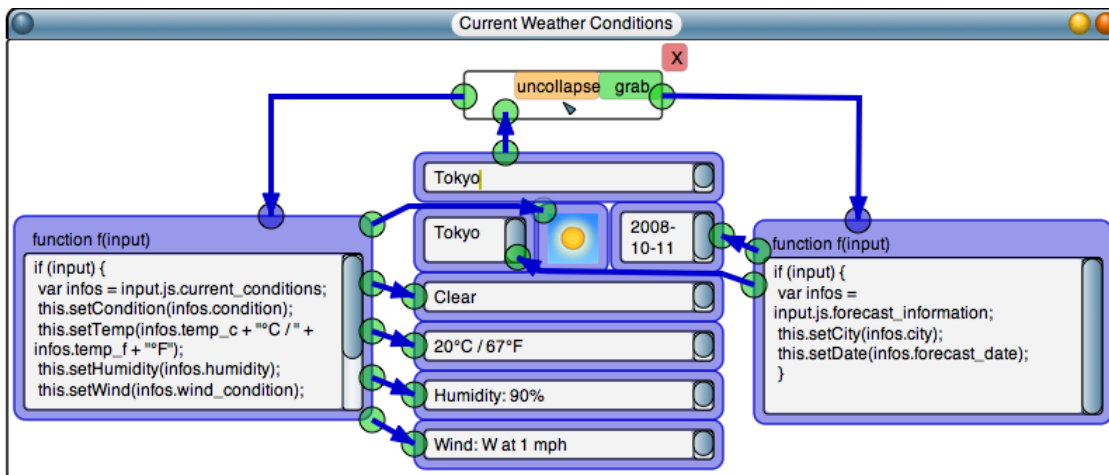 Current Weather Conditions
X
uncollapse grab
Tokyo
Tokyo
2008-
10-11
Clear
20°C / 67°F
Humidity: 90%
Wind: W at 1 mph
function f(input)
if (input) {
var infos = input.js.current_conditions;
this.setCondition(infos.condition);
this.setTemp(infos.temp_c + "°C / " +
infos.temp_f + "°F");
this.setHumidity(infos.humidity);
this.setWind(infos.wind_condition);
function f(input)
if (input) {
var infos =
input.js.forecast_information;
this.setCity(infos.city);
this.setDate(infos.forecast_date);
}